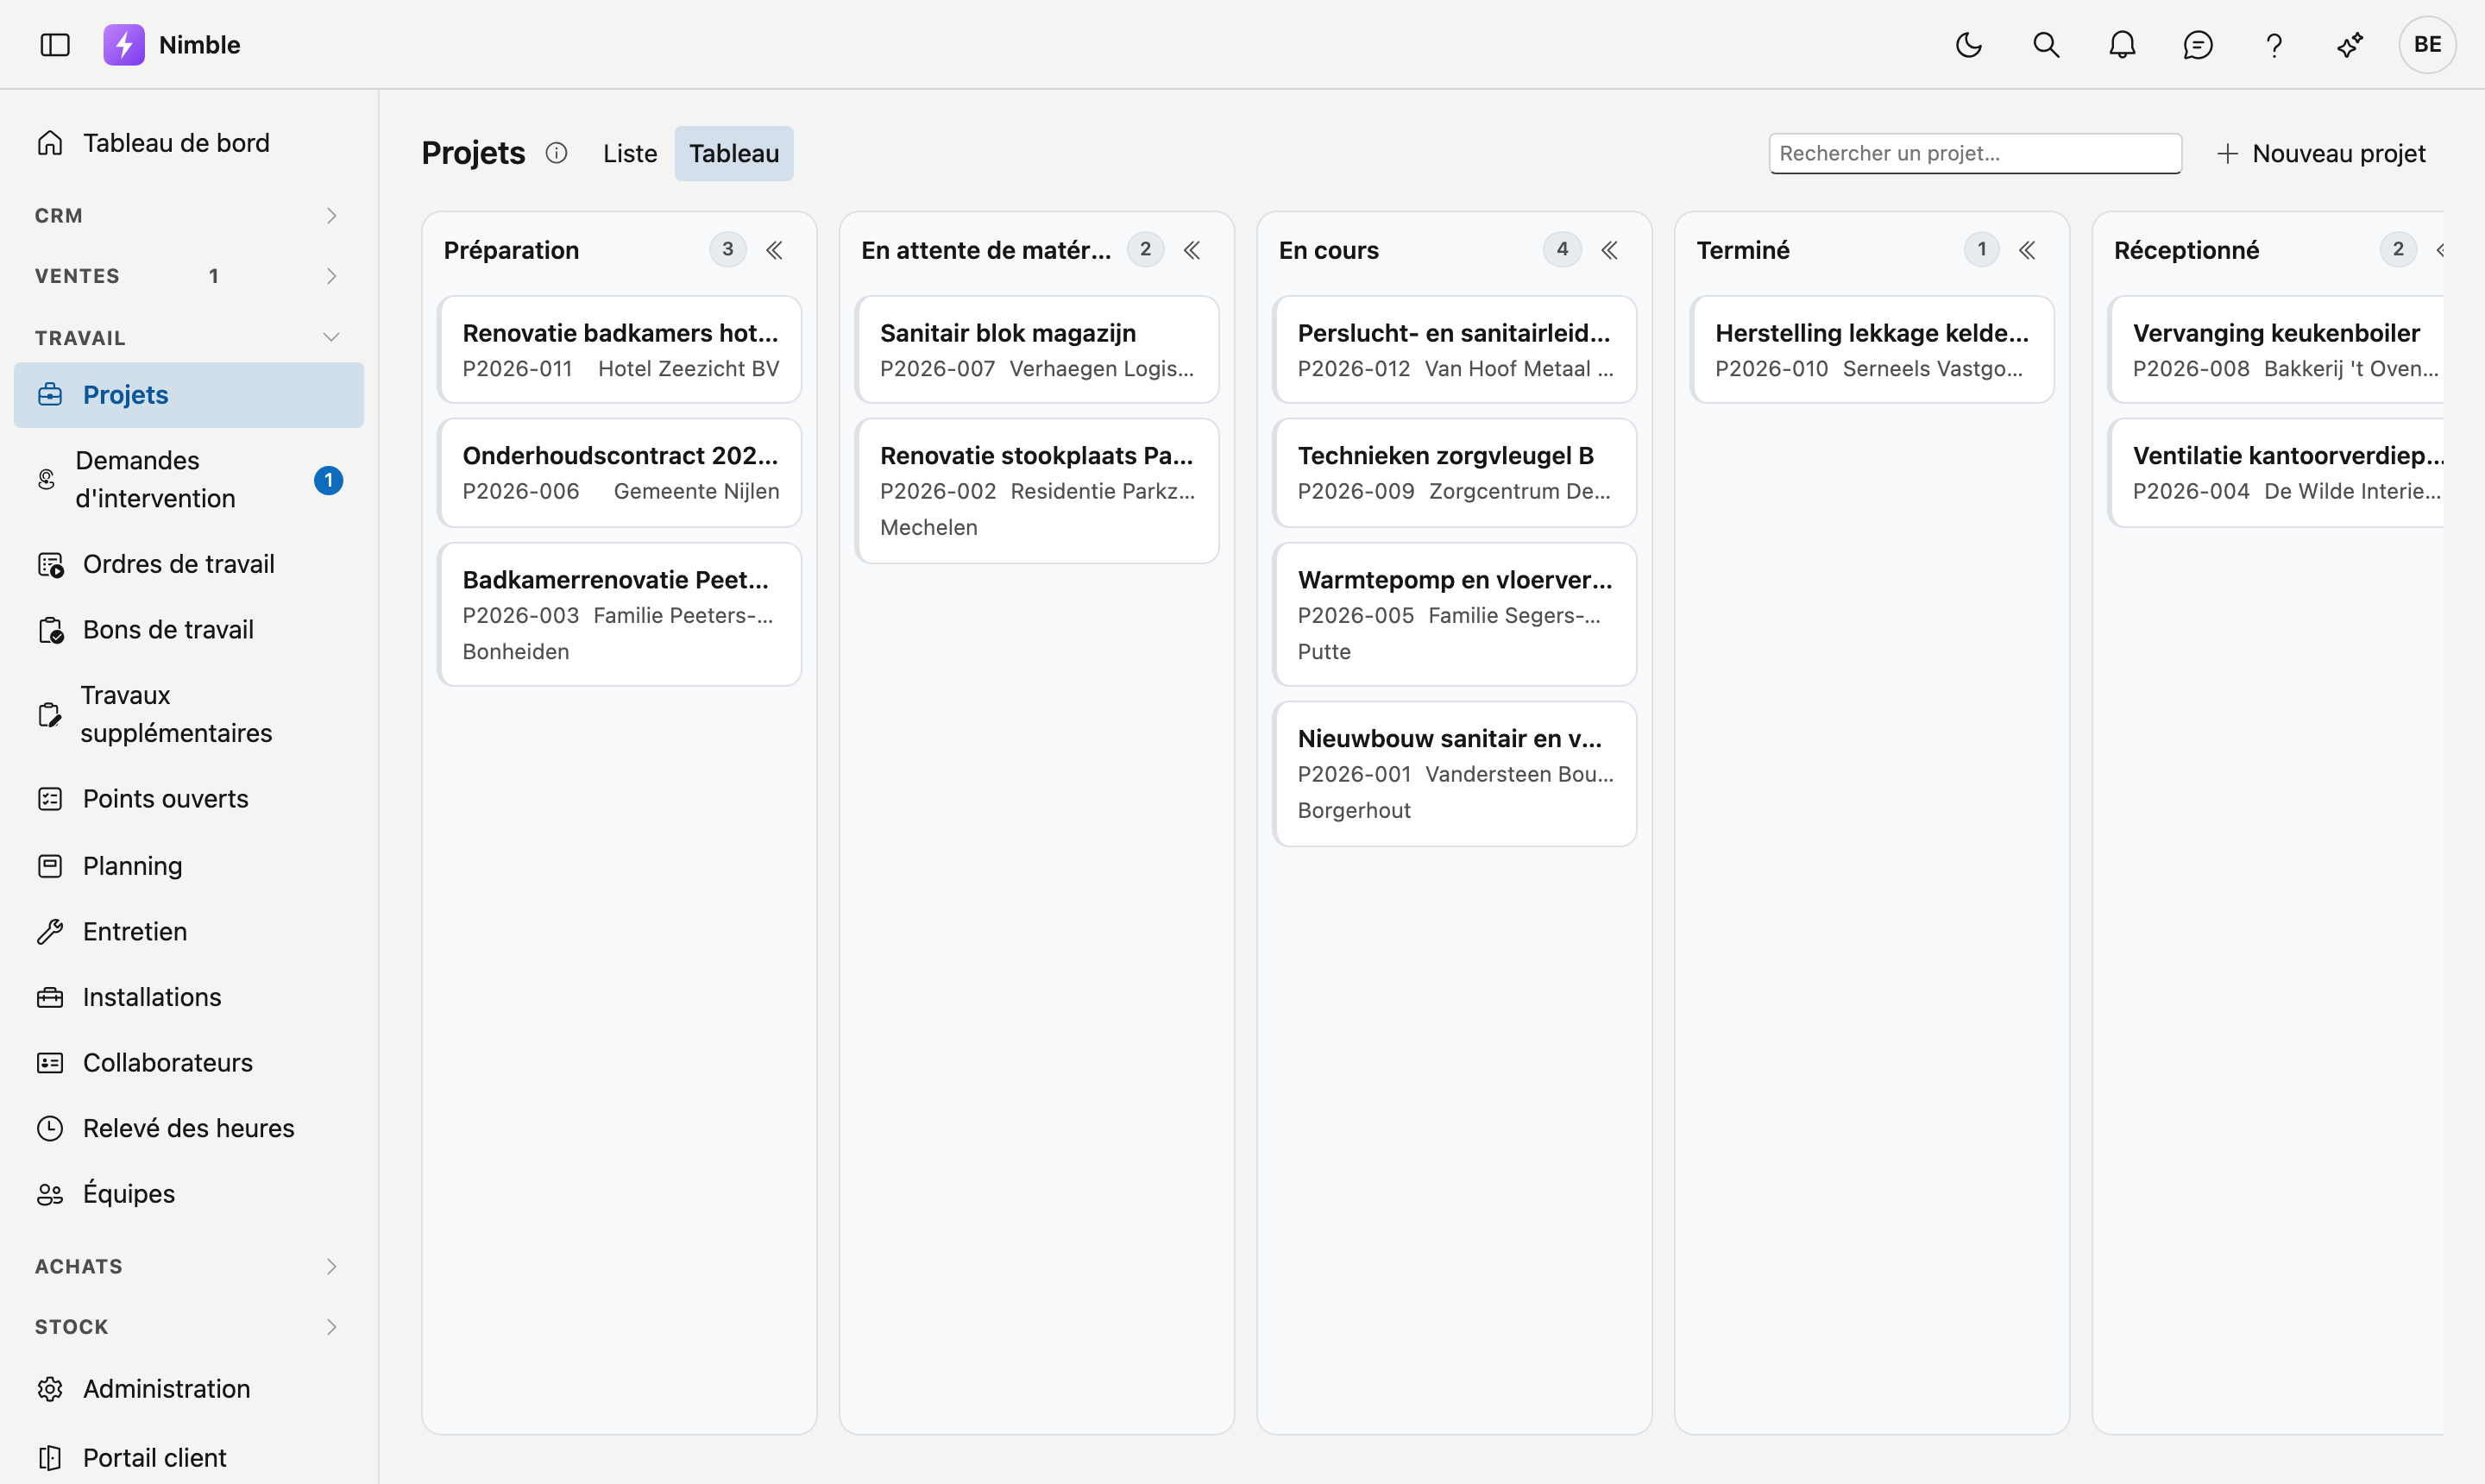 Nimble
BE
Tableau de bord
CRM
VENTES 1
TRAVAIL
Projets
Demandes
d'intervention
1
Ordres de travail
Bons de travail
Travaux
supplémentaires
Points ouverts
Planning
Entretien
Installations
Collaborateurs
Relevé des heures
Équipes
ACHATS
STOCK
Administration
Portail client
Projets Liste Tableau
Rechercher un projet...
Nouveau projet
Préparation 3
Renovatie badkamers hot...
P2026-011 Hotel Zeezicht BV
Onderhoudscontract 202...
P2026-006 Gemeente Nijlen
Badkamerrenovatie Peet...
P2026-003 Familie Peeters-...
Bonheiden
En attente de matér... 2
Sanitair blok magazijn
P2026-007 Verhaegen Logis...
Renovatie stookplaats Pa...
P2026-002 Residentie Parkz...
Mechelen
En cours 4
Perslucht- en sanitairleid...
P2026-012 Van Hoof Metaal ...
Technieken zorgvleugel B
P2026-009 Zorgcentrum De...
Warmtepomp en vloerver...
P2026-005 Familie Segers-...
Putte
Nieuwbouw sanitair en v...
P2026-001 Vandersteen Bou...
Borgerhout
Terminé 1
Herstelling lekkage kelde...
P2026-010 Serneels Vastgo...
Réceptionné 2
Vervanging keukenboiler
P2026-008 Bakkerij 't Oven...
Ventilatie kantoorverdiep...
P2026-004 De Wilde Interie...